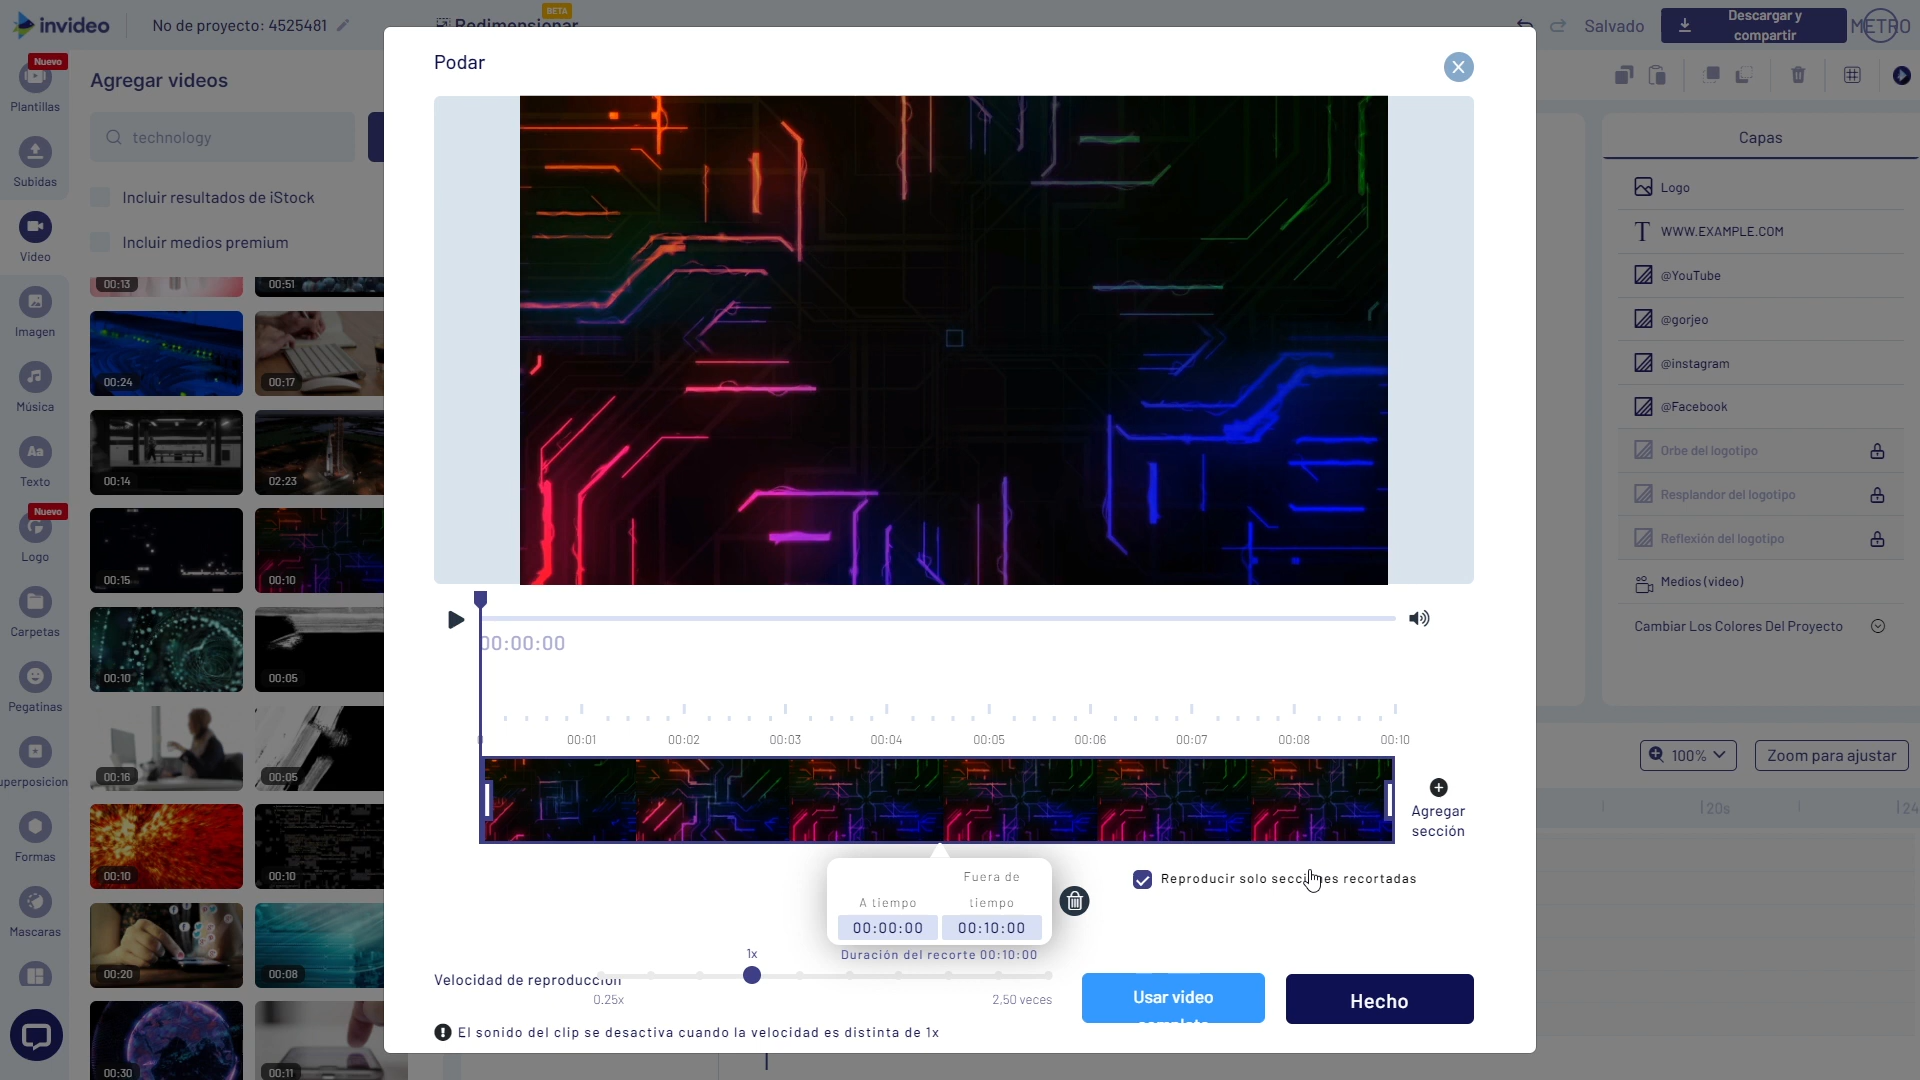 invideo
No de proyecto: 4525481
BETA
Redimensionar
Salvado
Descargar y
compartir
METRO
Nuevo
Plantillas
Subidas
Video
Imagen
Música
Texto
Aa
Nuevo
Logo
Carpetas
Pegatinas
uperposicion
Formas
Mascaras
Agregar videos
technology
Incluir resultados de iStock
Incluir medios premium
00:13
00:51
00:24
00:17
00:14
02:23
00:15
00:10
00:10
00:05
00:16
00:05
00:10
00:10
00:20
00:08
00:30
00:11
Podar
00:00:00
00:01
00:02
00:03
00:04
00:05
00:06
00:07
00:08
00:10
Agregar
sección
A tiempo
Fuera de
tiempo
00:00:00
00:10:00
Duración del recorte 00:10:00
Reproducir solo secciones recortadas
Velocidad de reproducción
1x
0.25x
2,50 veces
El sonido del clip se desactiva cuando la velocidad es distinta de 1x
Usar video
completo
Hecho
Capas
Logo
WWW.EXAMPLE.COM
@YouTube
@gorjeo
@instagram
@Facebook
Orbe del logotipo
Resplandor del logotipo
Reflexión del logotipo
Medios (video)
Cambiar Los Colores Del Proyecto
100%
Zoom para ajustar
20s
24